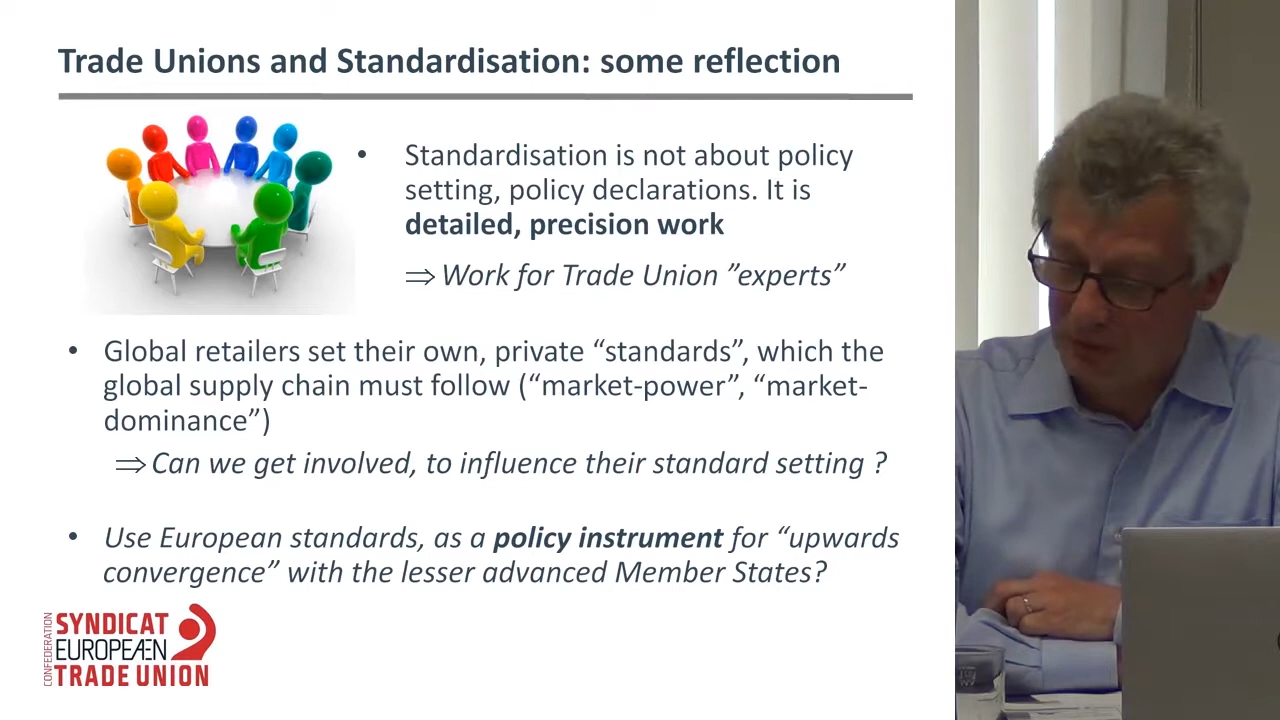 Trade Unions and Standardisation: some reflection
• Standardisation is not about policy
setting, policy declarations. It is
detailed, precision work
⇒ Work for Trade Union ”experts”
• Global retailers set their own, private “standards”, which the
global supply chain must follow (“market-power”, “market-
dominance”)
⇒ Can we get involved, to influence their standard setting ?
• Use European standards, as a policy instrument for “upwards
convergence” with the lesser advanced Member States?
CONFEDERATION
SYNDICAT
EUROPEÆN
TRADE UNION